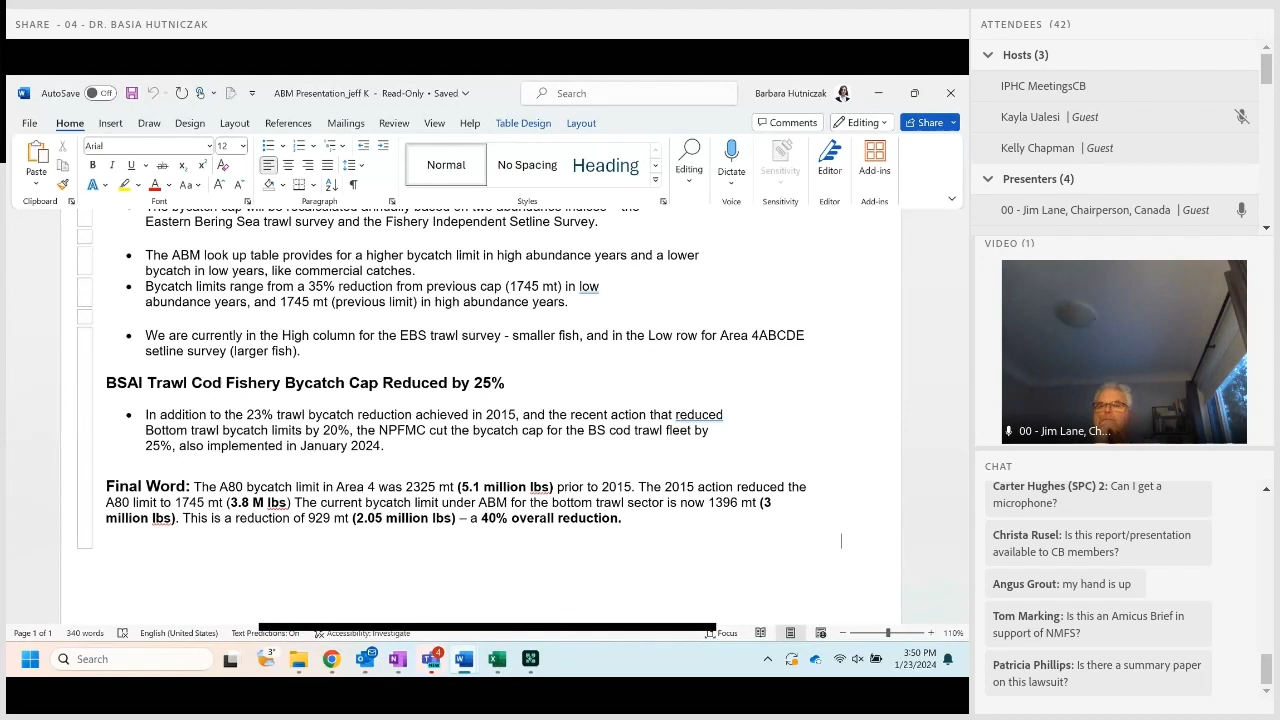 SHARE - 04 - DR. BASIA HUTNICZAK
AutoSave Off
ABM Presentation_jeff K - Read-Only • Saved
Search
Barbara Hutniczak
File Home Insert Draw Design Layout References Mailings Review View Help Table Design Layout
Comments Editing Share
Paste
Arial 12
Normal No Spacing Heading
Editing Dictate Sensitivity Editor Add-ins
Clipboard Font Paragraph Styles Voice Sensitivity Editor Add-ins
Eastern Bering Sea trawl survey and the Fishery Independent Setline Survey.
• The ABM look up table provides for a higher bycatch limit in high abundance years and a lower
bycatch in low years, like commercial catches.
• Bycatch limits range from a 35% reduction from previous cap (1745 mt) in low
abundance years, and 1745 mt (previous limit) in high abundance years.
• We are currently in the High column for the EBS trawl survey - smaller fish, and in the Low row for Area 4ABCDE
setline survey (larger fish).
BSAI Trawl Cod Fishery Bycatch Cap Reduced by 25%
• In addition to the 23% trawl bycatch reduction achieved in 2015, and the recent action that reduced
Bottom trawl bycatch limits by 20%, the NPFMC cut the bycatch cap for the BS cod trawl fleet by
25%, also implemented in January 2024.
Final Word: The A80 bycatch limit in Area 4 was 2325 mt (5.1 million lbs) prior to 2015. The 2015 action reduced the
A80 limit to 1745 mt (3.8 M lbs) The current bycatch limit under ABM for the bottom trawl sector is now 1396 mt (3
million lbs). This is a reduction of 929 mt (2.05 million lbs) – a 40% overall reduction.
Page 1 of 1 340 words English (United States) Text Predictions: On Accessibility: Investigate Focus 110%
Search
3°
4
3:50 PM
1/23/2024
ATTENDEES (42)
Hosts (3)
IPHC MeetingsCB
Kayla Ualesi | Guest
Kelly Chapman | Guest
Presenters (4)
00 - Jim Lane, Chairperson, Canada | Guest
VIDEO (1)
00 - Jim Lane, Ch...
CHAT
Carter Hughes (SPC) 2: Can I get a
microphone?
Christa Rusel: Is this report/presentation
available to CB members?
Angus Grout: my hand is up
Tom Marking: Is this an Amicus Brief in
support of NMFS?
Patricia Phillips: Is there a summary paper
on this lawsuit?